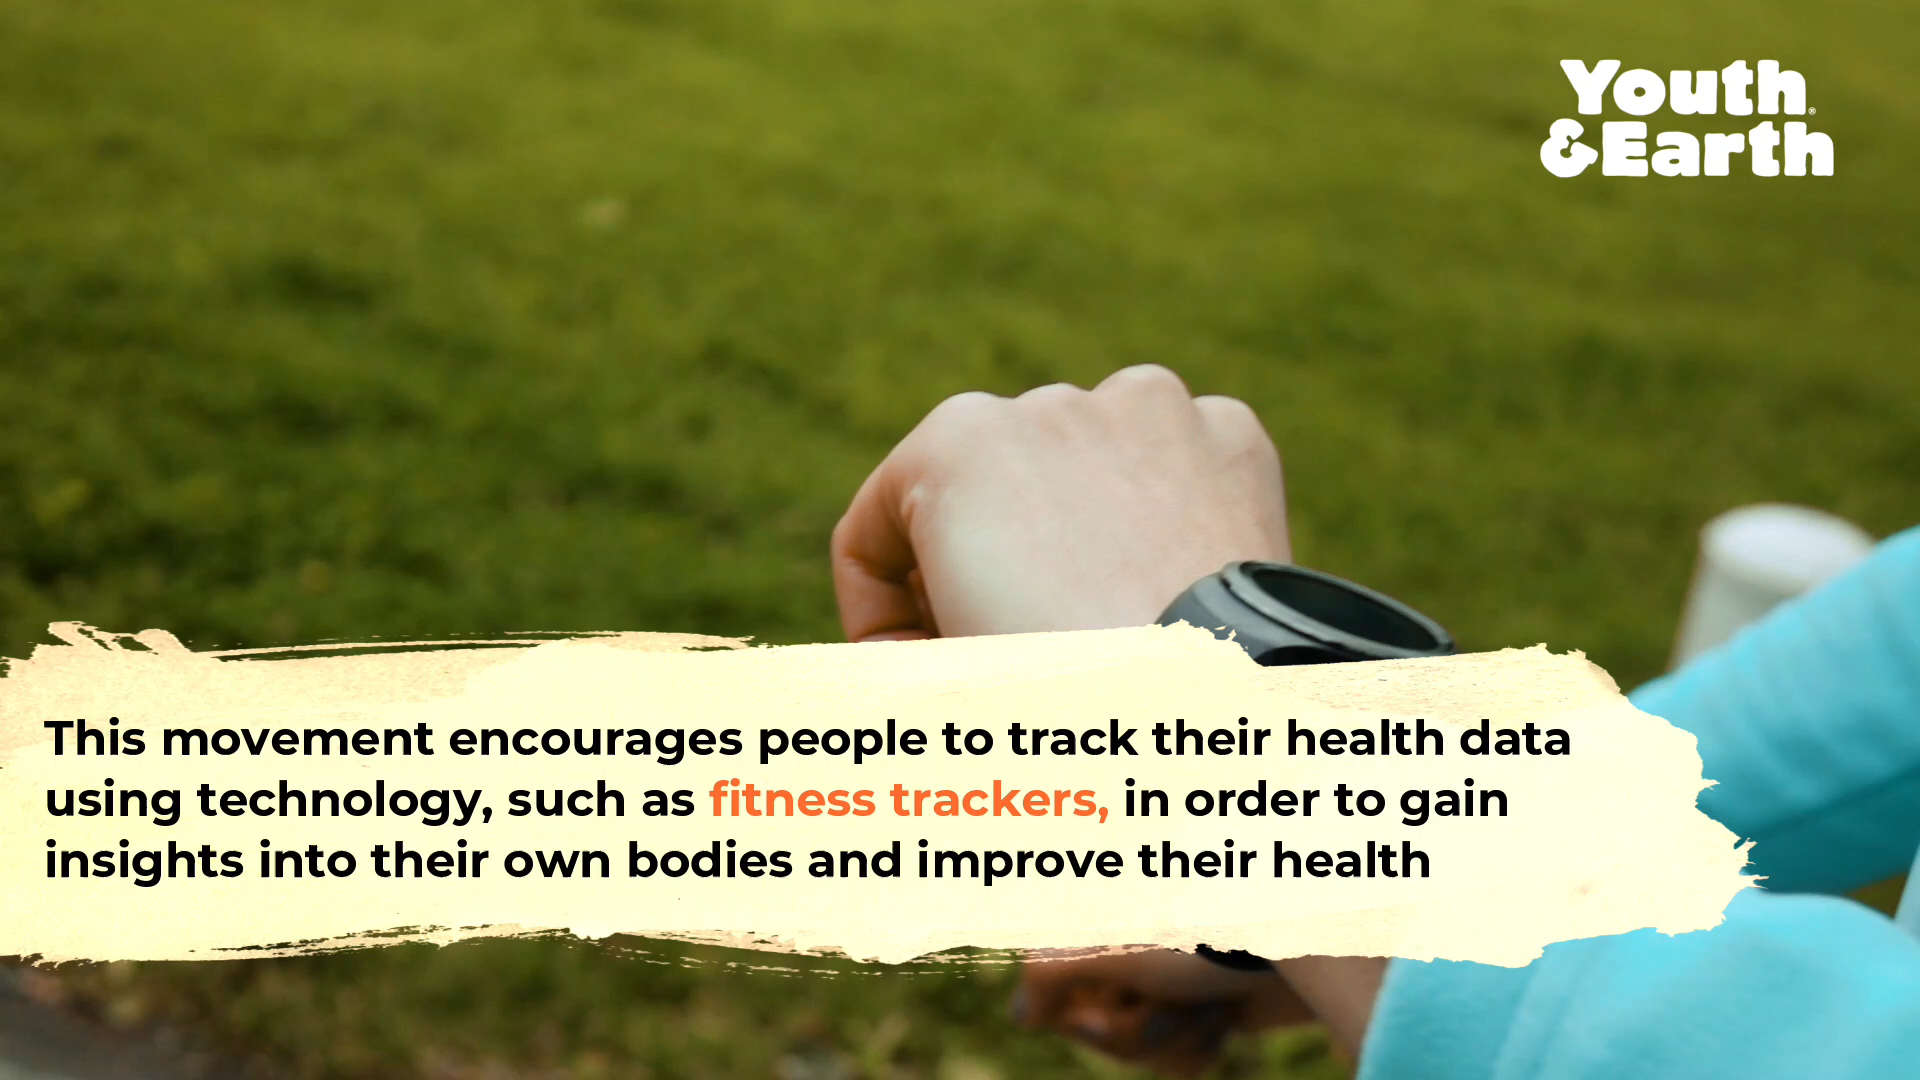 Youth®
&Earth
This movement encourages people to track their health data
using technology, such as fitness trackers, in order to gain
insights into their own bodies and improve their health